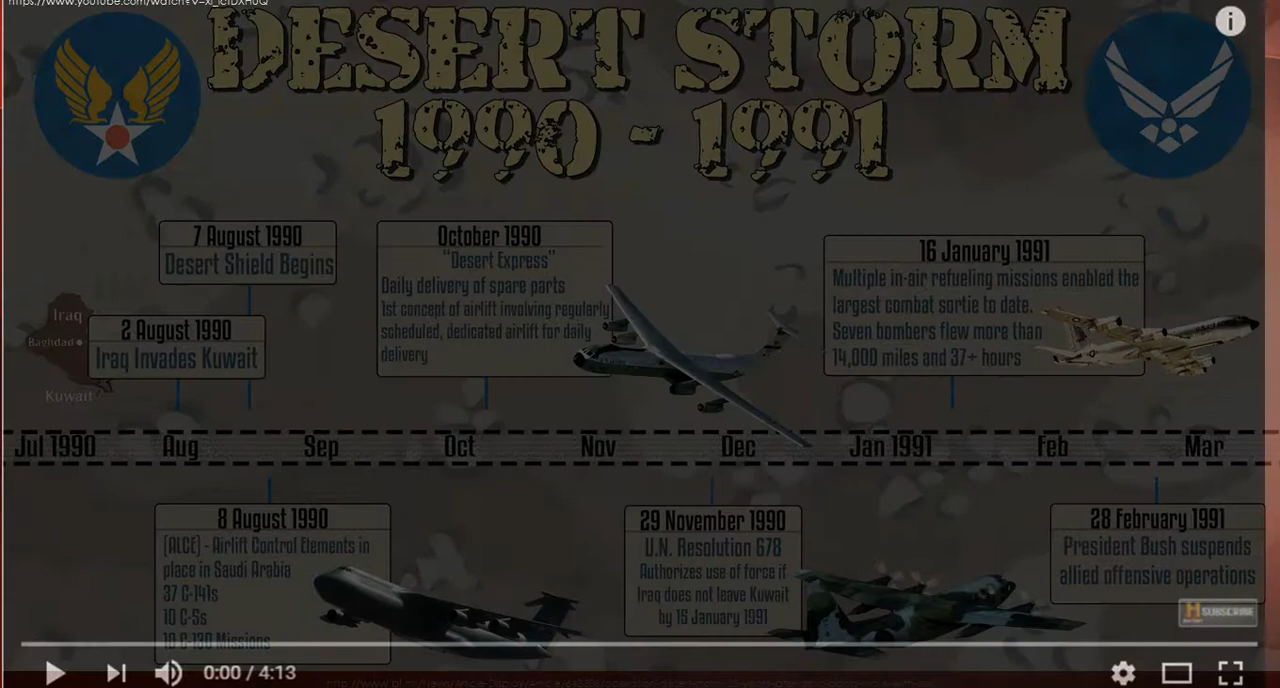 DESERT STORM
1990 - 1991
7 August 1990
Desert Shield Begins
October 1990
"Desert Express"
Daily delivery of spare parts
1st concept of airlift involving regularly
scheduled, dedicated airlift for daily
delivery
16 January 1991
Multiple in-air refueling missions enabled the
largest combat sortie to date.
Seven bombers flew more than
14,000 miles and 37+ hours
Iraq
Baghdad
Kuwait
2 August 1990
Iraq Invades Kuwait
Jul 1990 Aug Sep Oct Nov Dec Jan 1991 Feb Mar
8 August 1990
(ALCE) - Airlift Control Elements in
place in Saudi Arabia
37 C-141s
10 C-5s
10 C-130 Missions
29 November 1990
U.N. Resolution 678
Authorizes use of force if
Iraq does not leave Kuwait
by 15 January 1991
28 February 1991
President Bush suspends
allied offensive operations
H SUBSCRIBE
0:00 / 4:13